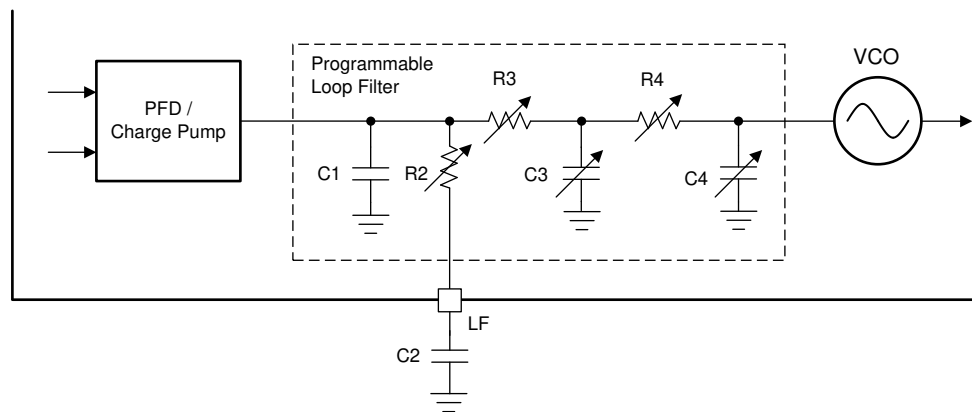 Programmable
Loop Filter
PFD /
Charge Pump
R3
R4
VCO
C1
R2
C3
C4
LF
C2